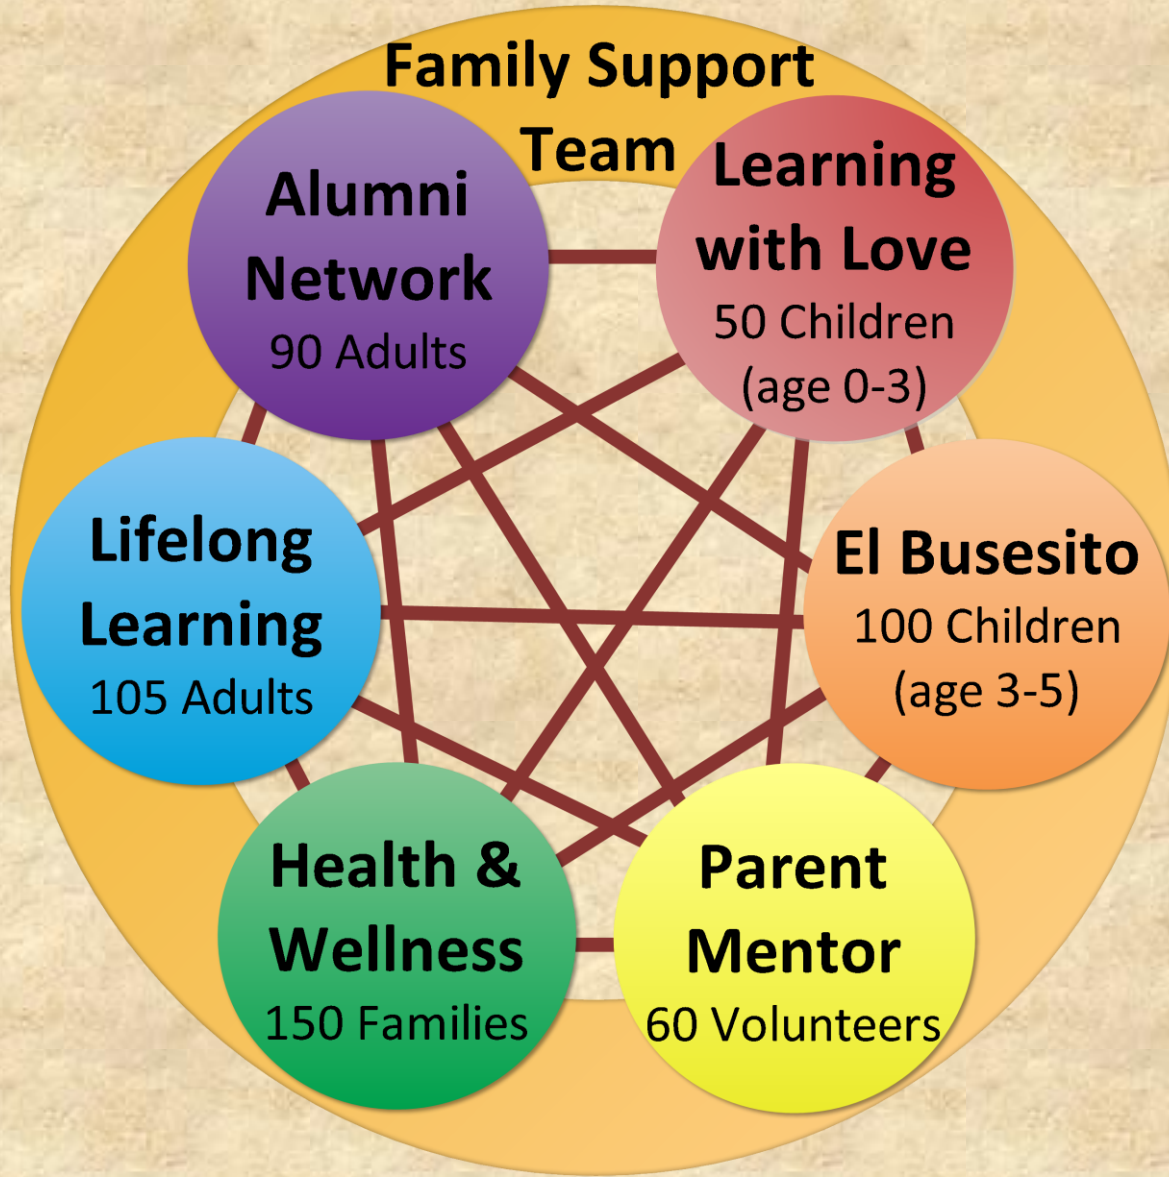 Family Support
Team
Alumni
Network
90 Adults
Learning
with Love
50 Children
(age 0-3)
Lifelong
Learning
105 Adults
El Busesito
100 Children
(age 3-5)
Health &
Wellness
150 Families
Parent
Mentor
60 Volunteers